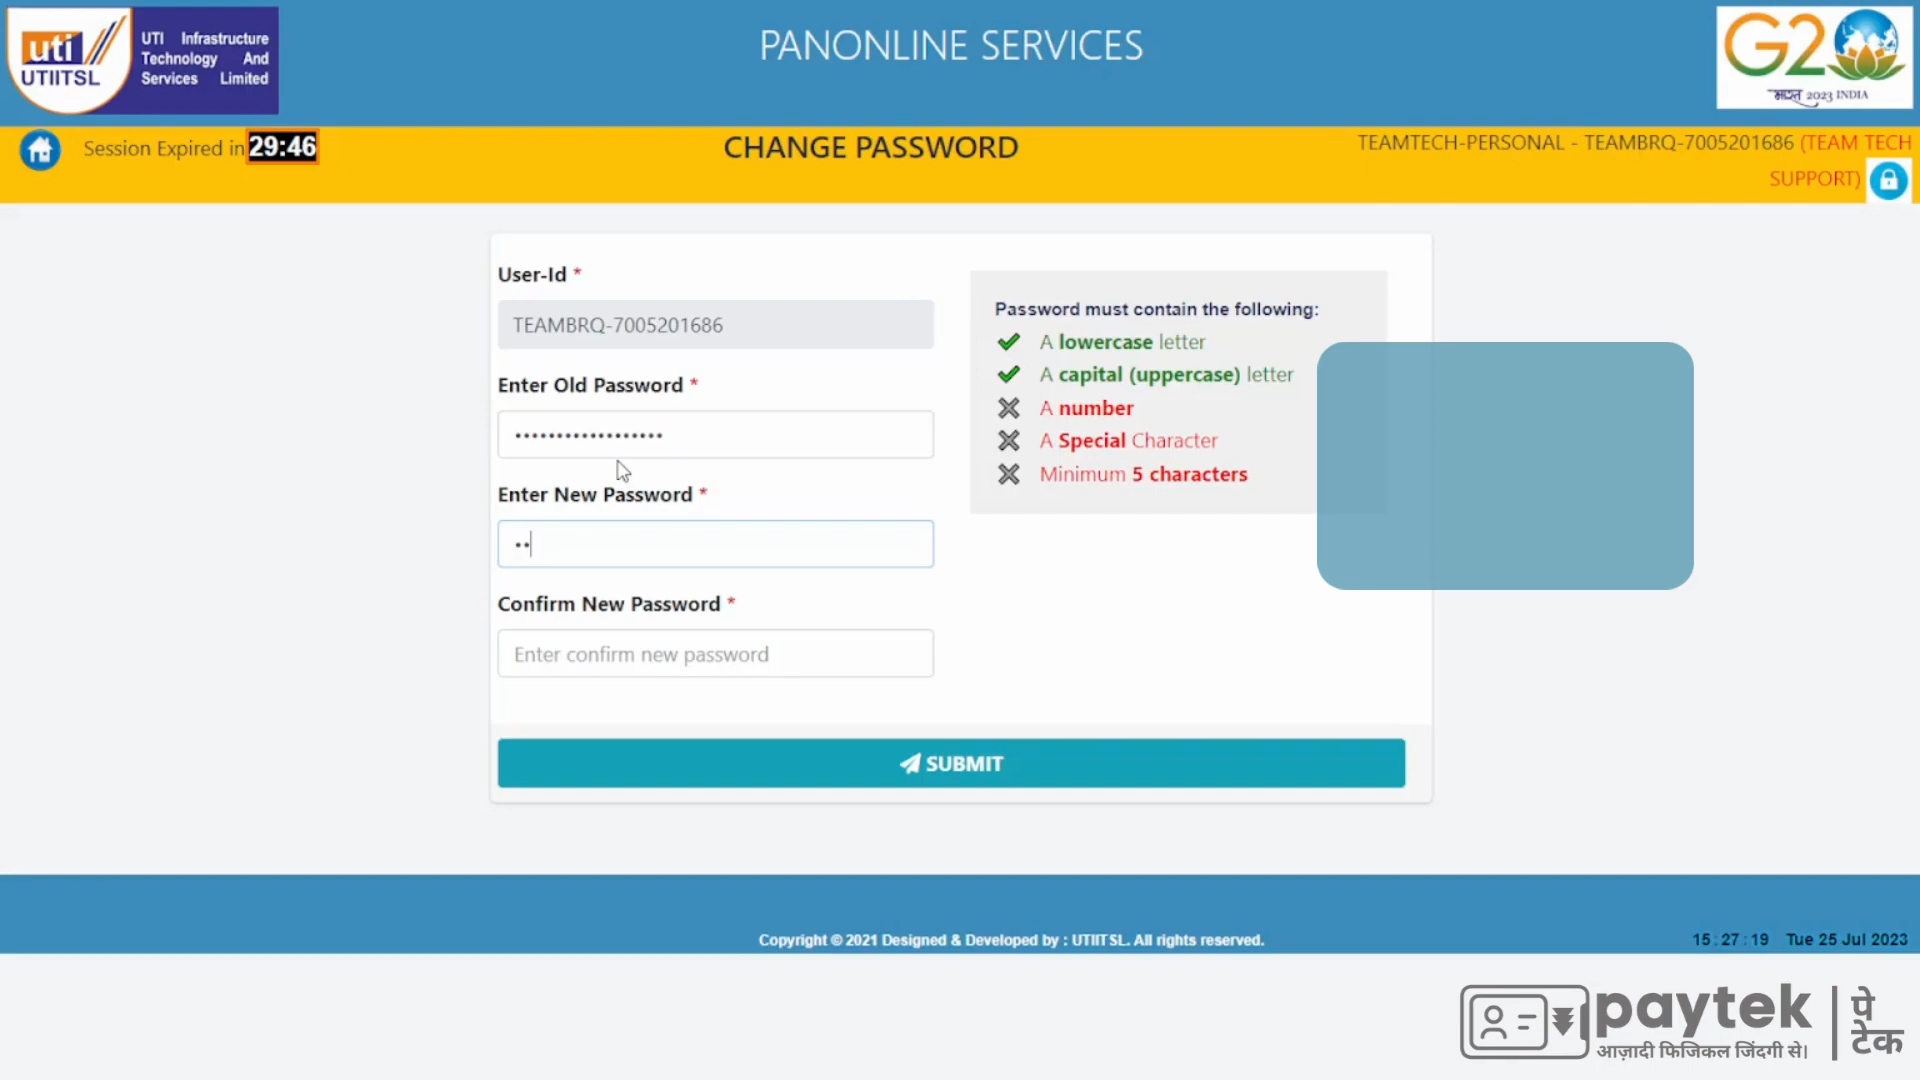 uti
UTIITSL
UTI Infrastructure
Technology And
Services Limited
PANONLINE SERVICES
G20
भारत 2023 INDIA
Session Expired in 29:46
CHANGE PASSWORD
TEAMTECH-PERSONAL - TEAMBRQ-7005201686 (TEAM TECH
SUPPORT)
User-Id *
TEAMBRQ-7005201686
Enter Old Password *
••••••••••••••••••
Enter New Password *
••
Confirm New Password *
Enter confirm new password
Password must contain the following:
A lowercase letter
A capital (uppercase) letter
A number
A Special Character
Minimum 5 characters
SUBMIT
Copyright © 2021 Designed & Developed by : UTIITSL. All rights reserved.
15:27:19 Tue 25 Jul 2023
paytek
आज़ादी फिजिकल जिंदगी से।
पे
टेक